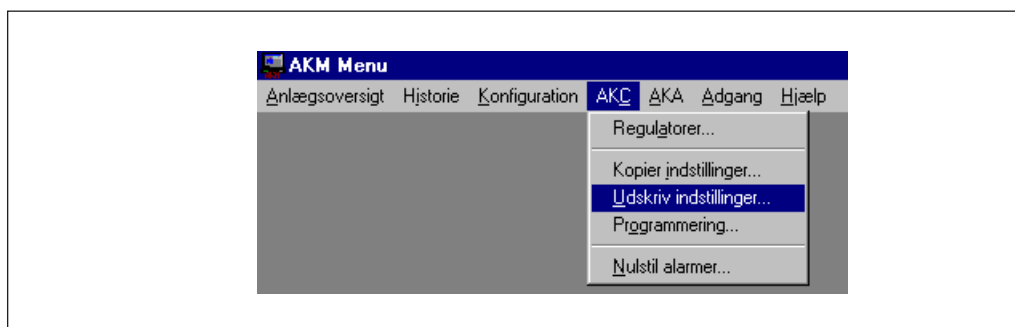 AKM Menu
Anlægsoversigt Historie Konfiguration AKC AKA Adgang Hjælp
Regulatorer...
Kopier indstillinger...
Udskriv indstillinger...
Programmering...
Nulstil alarmer...